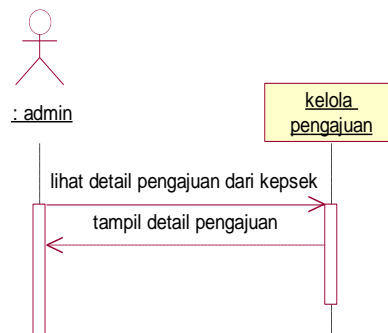 : admin
kelola
pengajuan
lihat detail pengajuan dari kepsek
tampil detail pengajuan